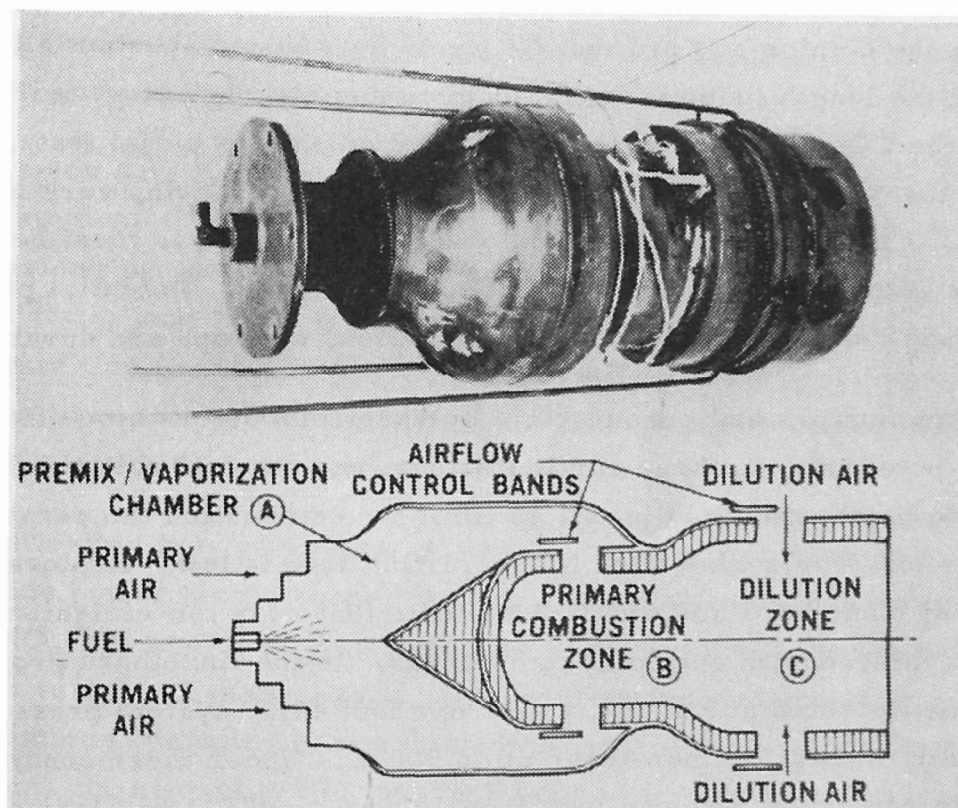 PREMIX / VAPORIZATION
CHAMBER A
AIRFLOW
CONTROL BANDS
DILUTION AIR
PRIMARY
AIR
FUEL
PRIMARY
AIR
PRIMARY
COMBUSTION
ZONE B
DILUTION
ZONE
C
DILUTION AIR